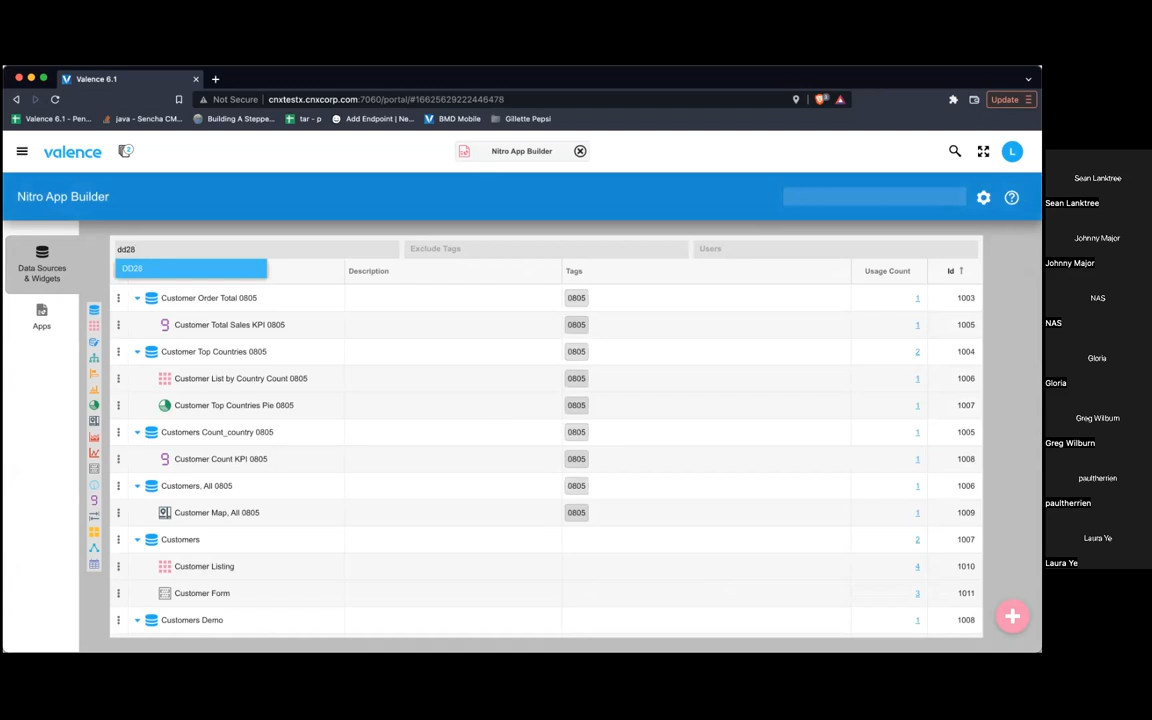 Valence 6.1
Not Secure cnxtestx.cnxcorp.com:7060/portal/#16625629222446478
Update
Valence 6.1 - Pen...
java - Sencha CM...
Building A Steppe...
tar - p
Add Endpoint | Ne...
BMD Mobile
Gillette Pepsi
valence
2
Nitro App Builder
L
Nitro App Builder
Data Sources
& Widgets
Apps
dd28
Exclude Tags
Users
DD28
Description
Tags
Usage Count
Id ↑
Customer Order Total 0805
0805
1
1003
Customer Total Sales KPI 0805
0805
1
1005
Customer Top Countries 0805
0805
2
1004
Customer List by Country Count 0805
0805
1
1006
Customer Top Countries Pie 0805
0805
1
1007
Customers Count_country 0805
0805
1
1005
Customer Count KPI 0805
0805
1
1008
Customers, All 0805
0805
1
1006
Customer Map, All 0805
0805
1
1009
Customers
2
1007
Customer Listing
4
1010
Customer Form
3
1011
Customers Demo
1
1008
Sean Lanktree
Sean Lanktree
Johnny Major
Johnny Major
NAS
NAS
Gloria
Gloria
Greg Wilburn
Greg Wilburn
paultherrien
paultherrien
Laura Ye
Laura Ye